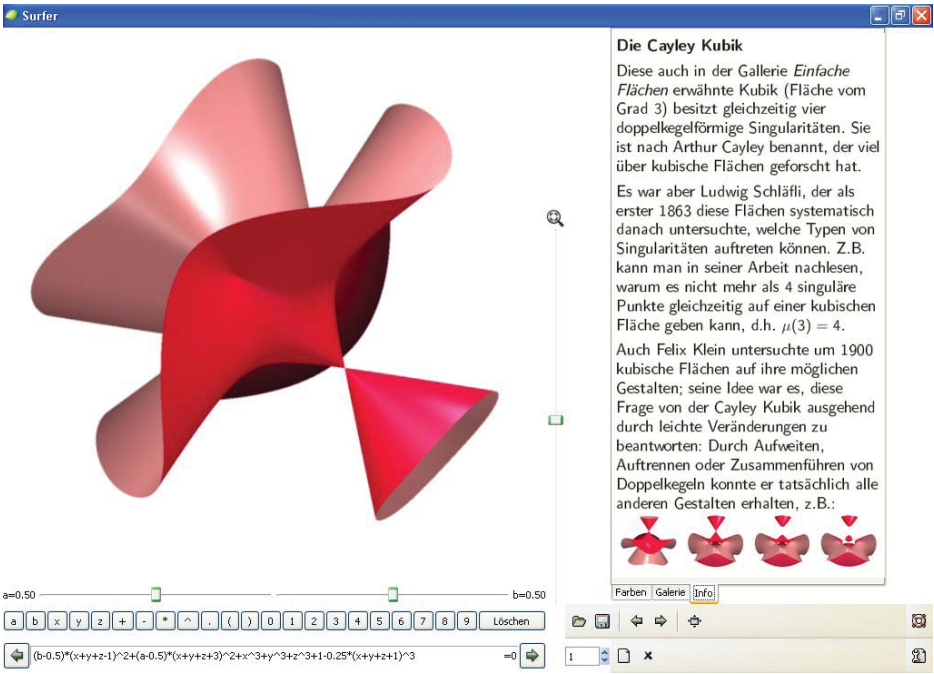 Surfer
Die Cayley Kubik
Diese auch in der Gallerie Einfache
Flächen erwähnte Kubik (Fläche vom
Grad 3) besitzt gleichzeitig vier
doppelkegelförmige Singularitäten. Sie
ist nach Arthur Cayley benannt, der viel
über kubische Flächen geforscht hat.
Es war aber Ludwig Schläfli, der als
erster 1863 diese Flächen systematisch
danach untersuchte, welche Typen von
Singularitäten auftreten können. Z.B.
kann man in seiner Arbeit nachlesen,
warum es nicht mehr als 4 singuläre
Punkte gleichzeitig auf einer kubischen
Fläche geben kann, d.h. μ(3) = 4.
Auch Felix Klein untersuchte um 1900
kubische Flächen auf ihre möglichen
Gestalten; seine Idee war es, diese
Frage von der Cayley Kubik ausgehend
durch leichte Veränderungen zu
beantworten: Durch Aufweiten,
Auftrennen oder Zusammenführen von
Doppelkegeln konnte er tatsächlich alle
anderen Gestalten erhalten, z.B.:
Farben Galerie Info
a=0.50 b=0.50
a b x y z + - * ^ . ( ) 0 1 2 3 4 5 6 7 8 9 Löschen
(b-0.5)*(x+y+z-1)^2+(a-0.5)*(x+y+z+3)^2+x^3+y^3+z^3+1-0.25*(x+y+z+1)^3 =0
1